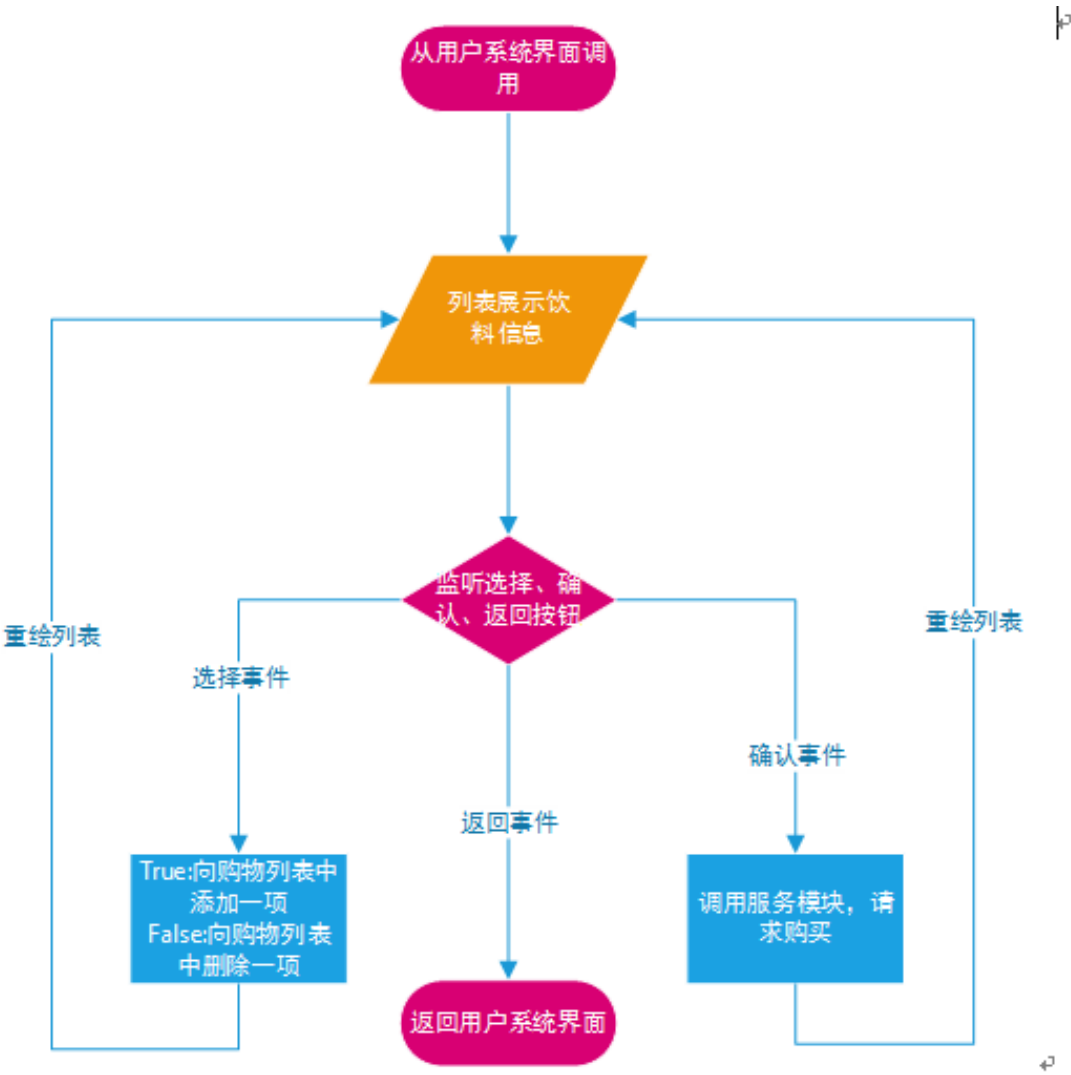 从用户系统界面调
用
列表展示饮
料信息
监听选择、确
认、返回按钮
重绘列表
重绘列表
选择事件
确认事件
返回事件
True:向购物列表中
添加一项
False:向购物列表
中删除一项
调用服务模块，请
求购买
返回用户系统界面